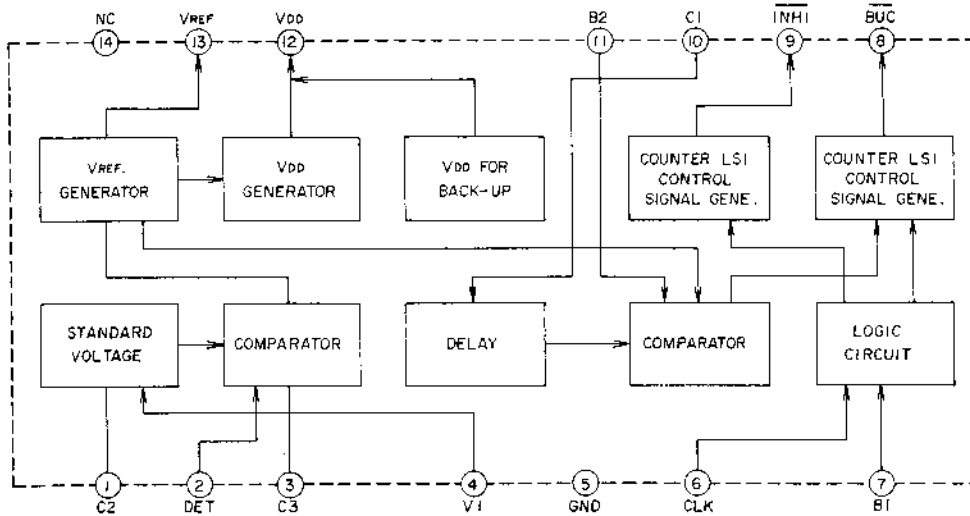 NC VREF VDD B2 C1 INH1 BUC
14 13 12 11 10 9 8
VREF. GENERATOR
VDD GENERATOR
VDD FOR BACK-UP
COUNTER LSI CONTROL SIGNAL GENE.
COUNTER LSI CONTROL SIGNAL GENE.
STANDARD VOLTAGE
COMPARATOR
DELAY
COMPARATOR
LOGIC CIRCUIT
1 2 3 4 5 6 7
C2 DET C3 V1 GND CLK B1